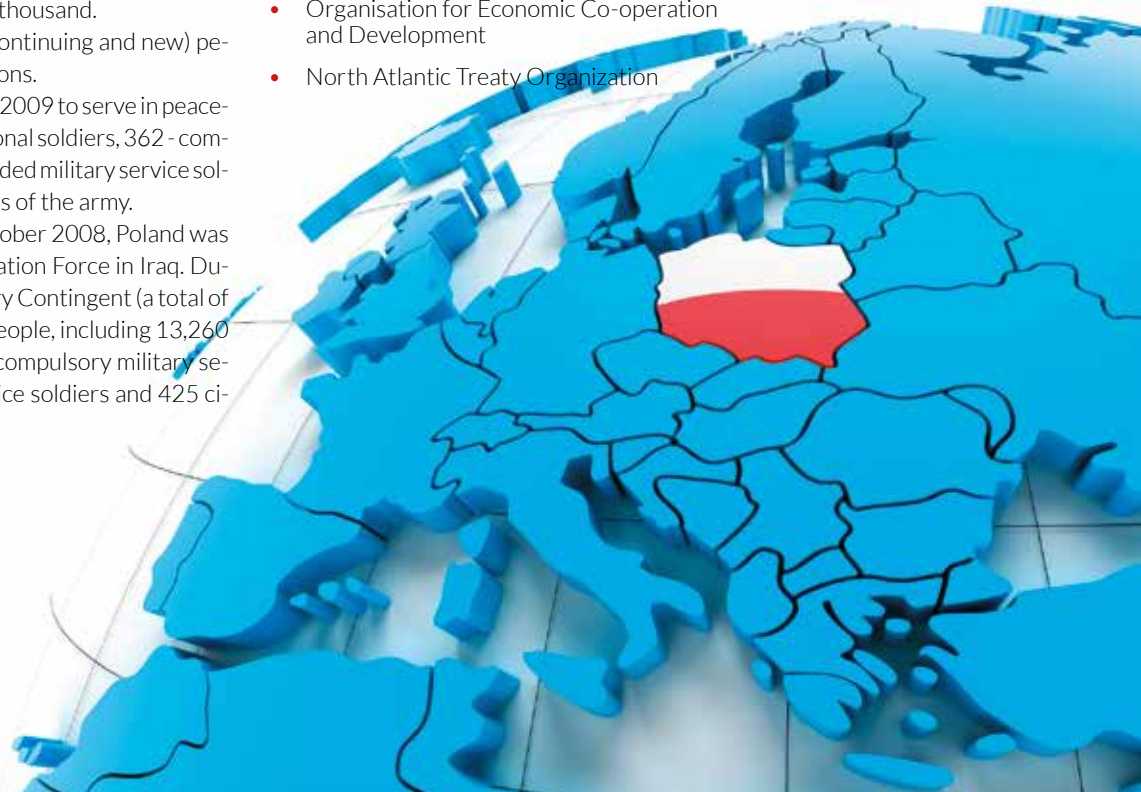 thousand.
ontinuing and new) pe-
ons.
2009 to serve in peace-
onal soldiers, 362 - com-
ded military service sol-
s of the army.
ober 2008, Poland was
ation Force in Iraq. Du-
ry Contingent (a total of
eople, including 13,260
compulsory military se-
ice soldiers and 425 ci-
• Organisation for Economic Co-operation
and Development
• North Atlantic Treaty Organization